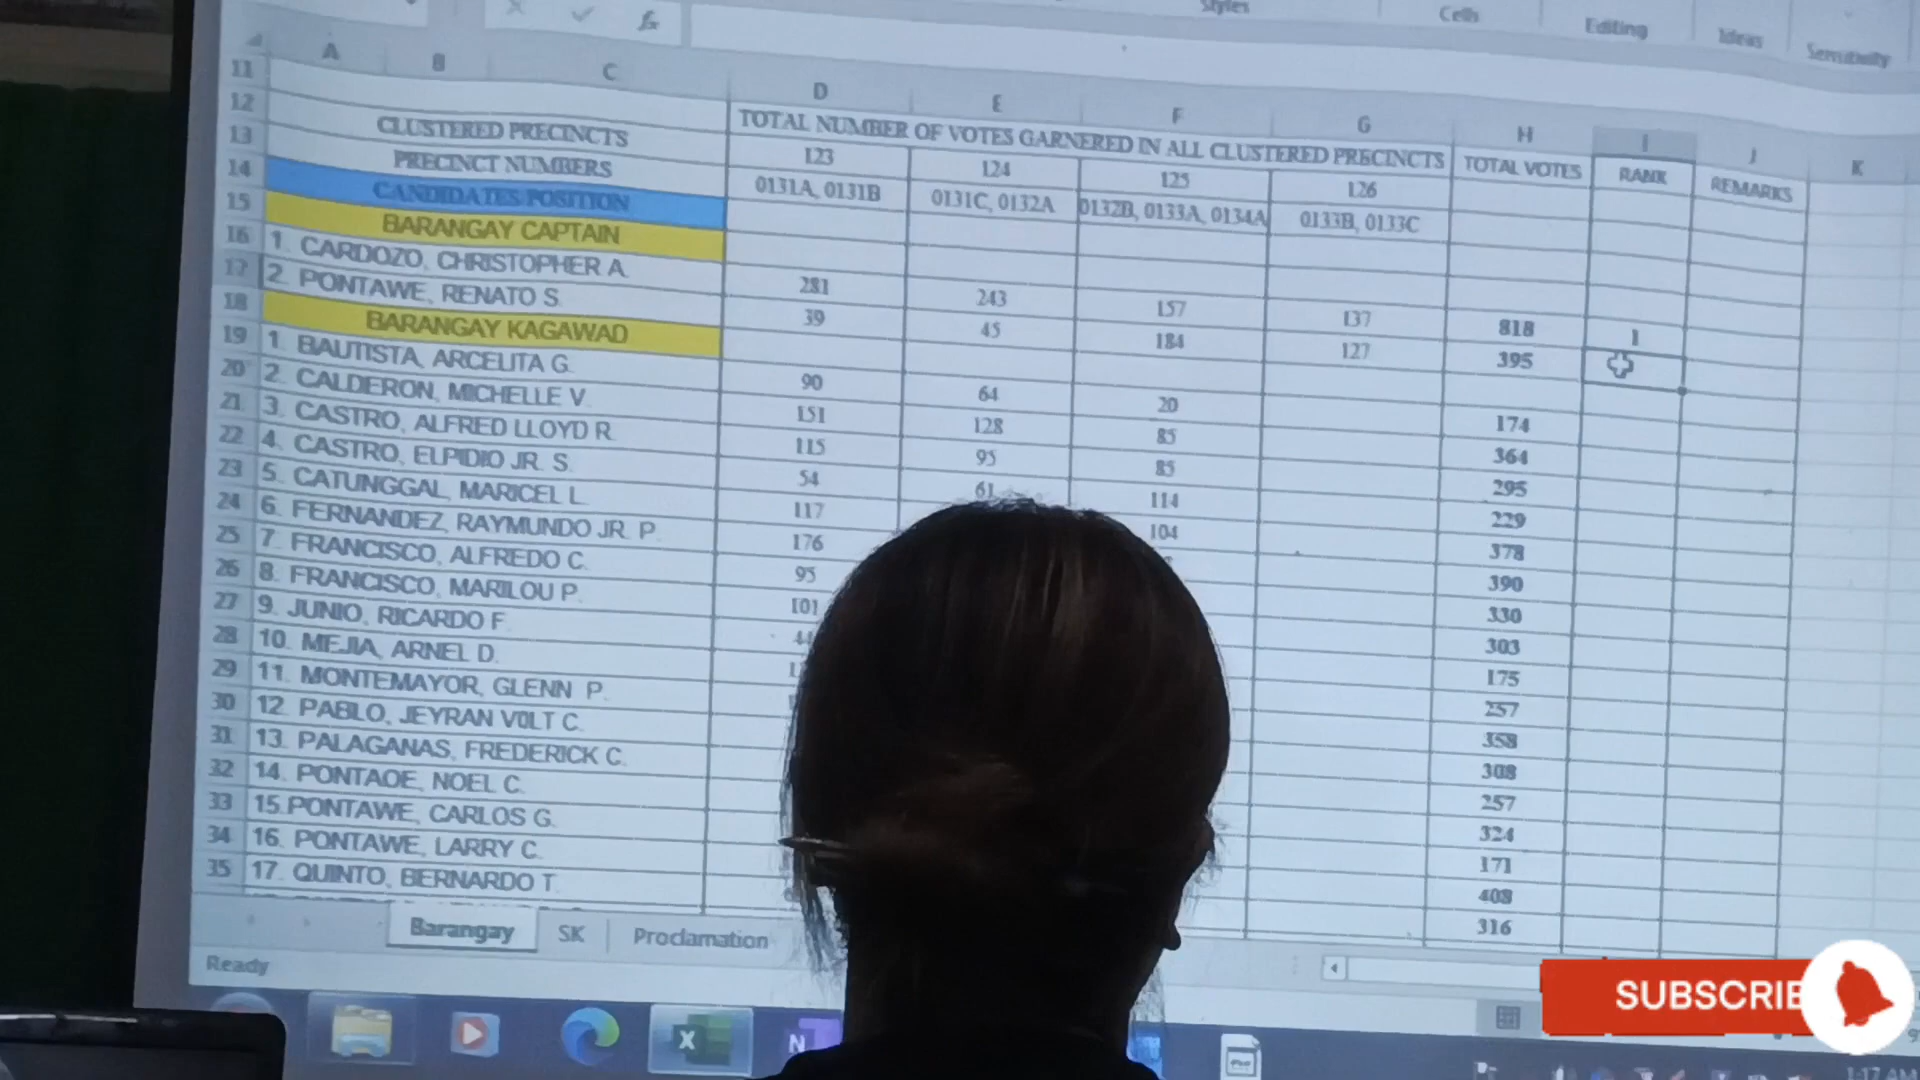 Styles Cells Editing Ideas Sensitivity
fx
A B C D E F G H I J K
11
12 CLUSTERED PRECINCTS TOTAL NUMBER OF VOTES GARNERED IN ALL CLUSTERED PRECINCTS TOTAL VOTES RANK REMARKS
13 PRECINCT NUMBERS 123 124 125 126
14 CANDIDATES POSITION 0131A, 0131B 0131C, 0132A 0132B, 0133A, 0134A 0133B, 0133C
15 BARANGAY CAPTAIN
16 1. CARDOZO, CHRISTOPHER A. 281 243 157 137 818 1
17 2. PONTAWE, RENATO S. 39 45 184 127 395
18 BARANGAY KAGAWAD
19 1. BAUTISTA, ARCELITA G. 90 64 20 174
20 2. CALDERON, MICHELLE V. 151 128 85 364
21 3. CASTRO, ALFRED LLOYD R. 115 95 85 295
22 4. CASTRO, ELPIDIO JR. S. 54 61 114 229
23 5. CATUNGGAL, MARICEL L. 117 104 378
24 6. FERNANDEZ, RAYMUNDO JR. P. 176 390
25 7. FRANCISCO, ALFREDO C. 95 330
26 8. FRANCISCO, MARILOU P. 101 303
27 9. JUNIO, RICARDO F. 175
28 10. MEJIA, ARNEL D. 257
29 11. MONTEMAYOR, GLENN P. 358
30 12. PABLO, JEYRAN VOLT C. 308
31 13. PALAGANAS, FREDERICK C. 257
32 14. PONTAOE, NOEL C. 324
33 15.PONTAWE, CARLOS G. 171
34 16. PONTAWE, LARRY C. 408
35 17. QUINTO, BERNARDO T. 316
Barangay SK Proclamation
Ready
SUBSCRIBE
1:17 AM